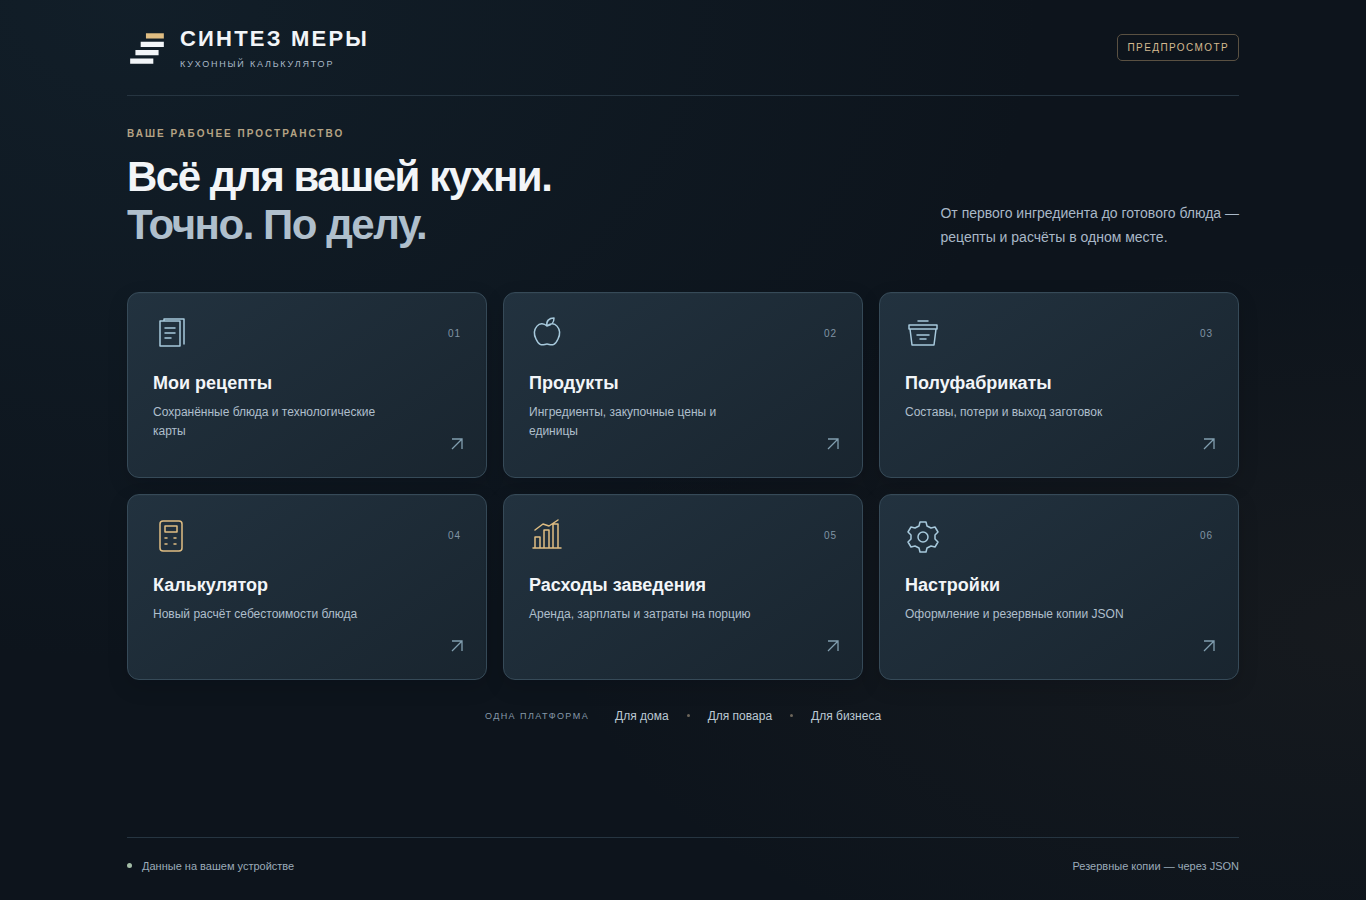 СИНТЕЗ МЕРЫ
КУХОННЫЙ КАЛЬКУЛЯТОР
ПРЕДПРОСМОТР
ВАШЕ РАБОЧЕЕ ПРОСТРАНСТВО
Всё для вашей кухни.
Точно. По делу.
От первого ингредиента до готового блюда —
рецепты и расчёты в одном месте.
01
Мои рецепты
Сохранённые блюда и технологические
карты
02
Продукты
Ингредиенты, закупочные цены и
единицы
03
Полуфабрикаты
Составы, потери и выход заготовок
04
Калькулятор
Новый расчёт себестоимости блюда
05
Расходы заведения
Аренда, зарплаты и затраты на порцию
06
Настройки
Оформление и резервные копии JSON
ОДНА ПЛАТФОРМА Для дома • Для повара • Для бизнеса
Данные на вашем устройстве
Резервные копии — через JSON